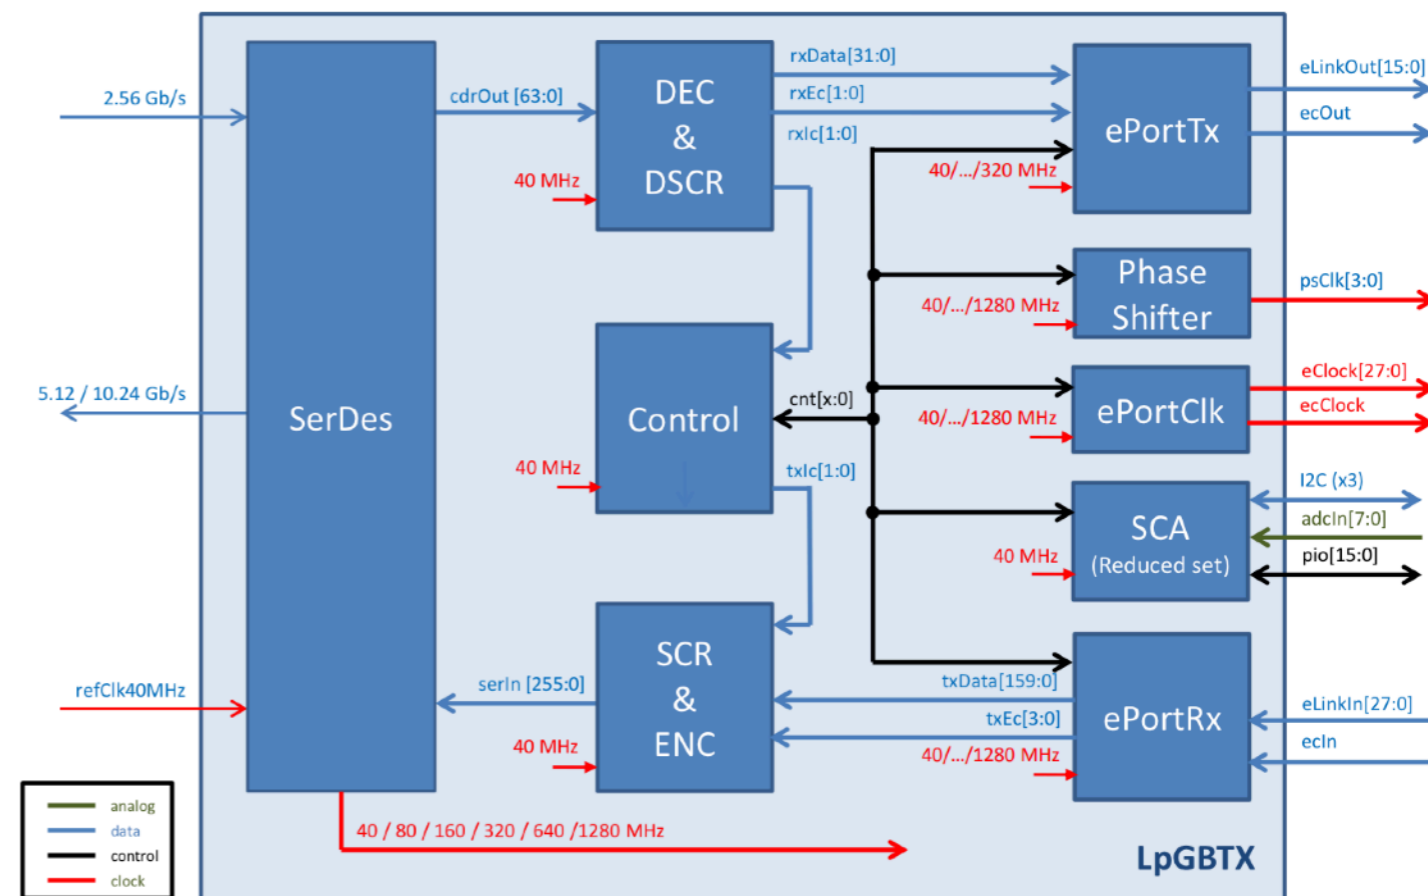 2.56 Gb/s
cdrOut [63:0]
DEC
&
DSCR
40 MHz
rxData[31:0]
rxEc[1:0]
rxIc[1:0]
40/.../320 MHz
ePortTx
eLinkOut[15:0]
ecOut
40/.../1280 MHz
Phase
Shifter
psClk[3:0]
5.12 / 10.24 Gb/s
SerDes
Control
40 MHz
cnt[x:0]
txIc[1:0]
40/.../1280 MHz
ePortClk
eClock[27:0]
ecClock
40 MHz
SCA
(Reduced set)
I2C (x3)
adcIn[7:0]
pio[15:0]
refClk40MHz
serIn [255:0]
SCR
&
ENC
40 MHz
txData[159:0]
txEc[3:0]
40/.../1280 MHz
ePortRx
eLinkIn[27:0]
ecIn
analog
data
control
clock
40 / 80 / 160 / 320 / 640 /1280 MHz
LpGBTX